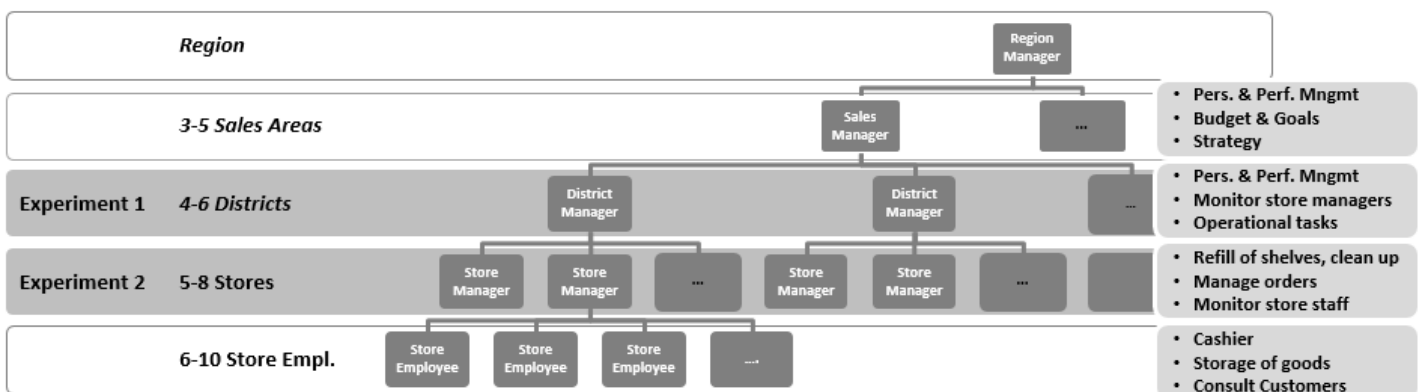 Region
Region
Manager
3-5 Sales Areas
Sales
Manager
...
• Pers. & Perf. Mngmt
• Budget & Goals
• Strategy
Experiment 1
4-6 Districts
District
Manager
District
Manager
...
• Pers. & Perf. Mngmt
• Monitor store managers
• Operational tasks
Experiment 2
5-8 Stores
Store
Manager
Store
Manager
...
Store
Manager
Store
Manager
...
• Refill of shelves, clean up
• Manage orders
• Monitor store staff
6-10 Store Empl.
Store
Employee
Store
Employee
Store
Employee
....
• Cashier
• Storage of goods
• Consult Customers